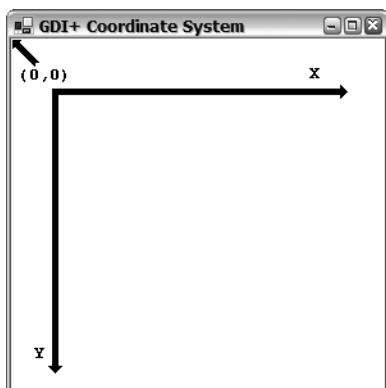 GDI+ Coordinate System
(0,0)
X
Y